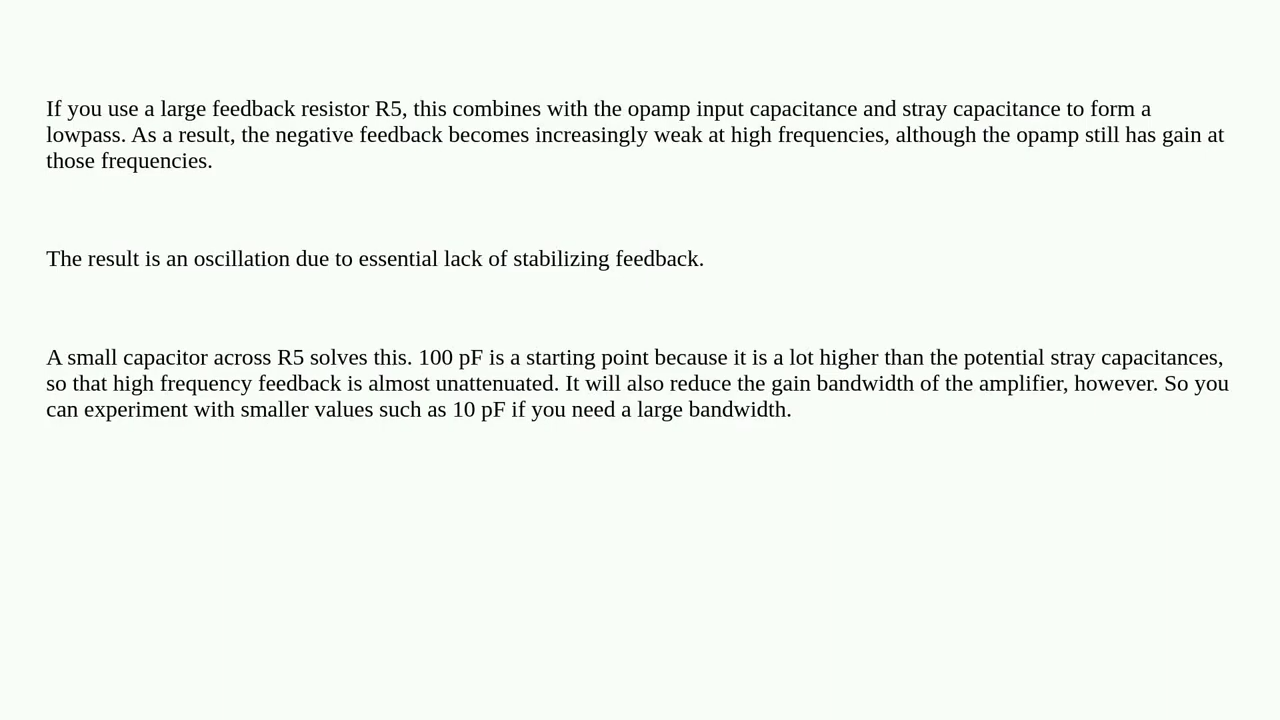 If you use a large feedback resistor R5, this combines with the opamp input capacitance and stray capacitance to form a
lowpass. As a result, the negative feedback becomes increasingly weak at high frequencies, although the opamp still has gain at
those frequencies.
The result is an oscillation due to essential lack of stabilizing feedback.
A small capacitor across R5 solves this. 100 pF is a starting point because it is a lot higher than the potential stray capacitances,
so that high frequency feedback is almost unattenuated. It will also reduce the gain bandwidth of the amplifier, however. So you
can experiment with smaller values such as 10 pF if you need a large bandwidth.